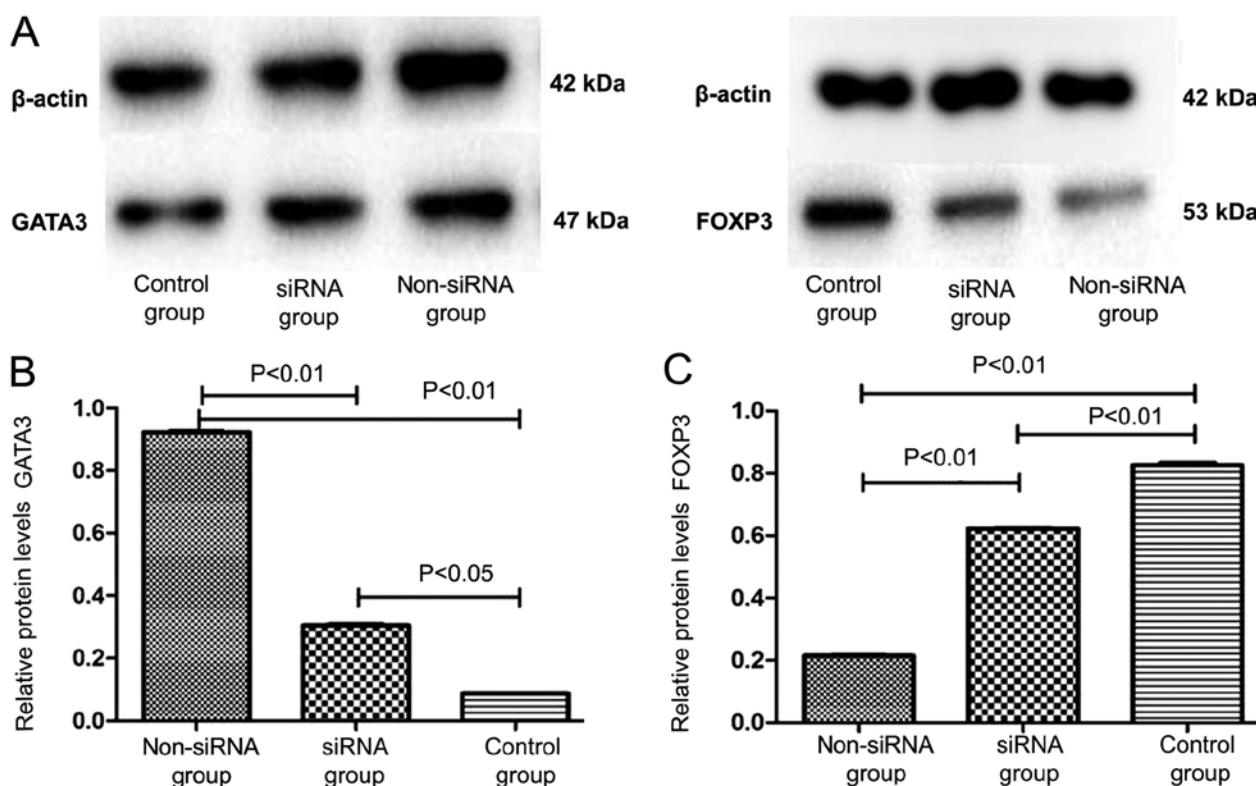 A
β-actin
42 kDa
GATA3
47 kDa
Control
group
siRNA
group
Non-siRNA
group
β-actin
42 kDa
FOXP3
53 kDa
Control
group
siRNA
group
Non-siRNA
group
B
Relative protein levels GATA3
1.0
0.8
0.6
0.4
0.2
0.0
P<0.01
P<0.01
P<0.05
Non-siRNA
group
siRNA
group
Control
group
C
Relative protein levels FOXP3
1.0
0.8
0.6
0.4
0.2
0.0
P<0.01
P<0.01
P<0.01
Non-siRNA
group
siRNA
group
Control
group